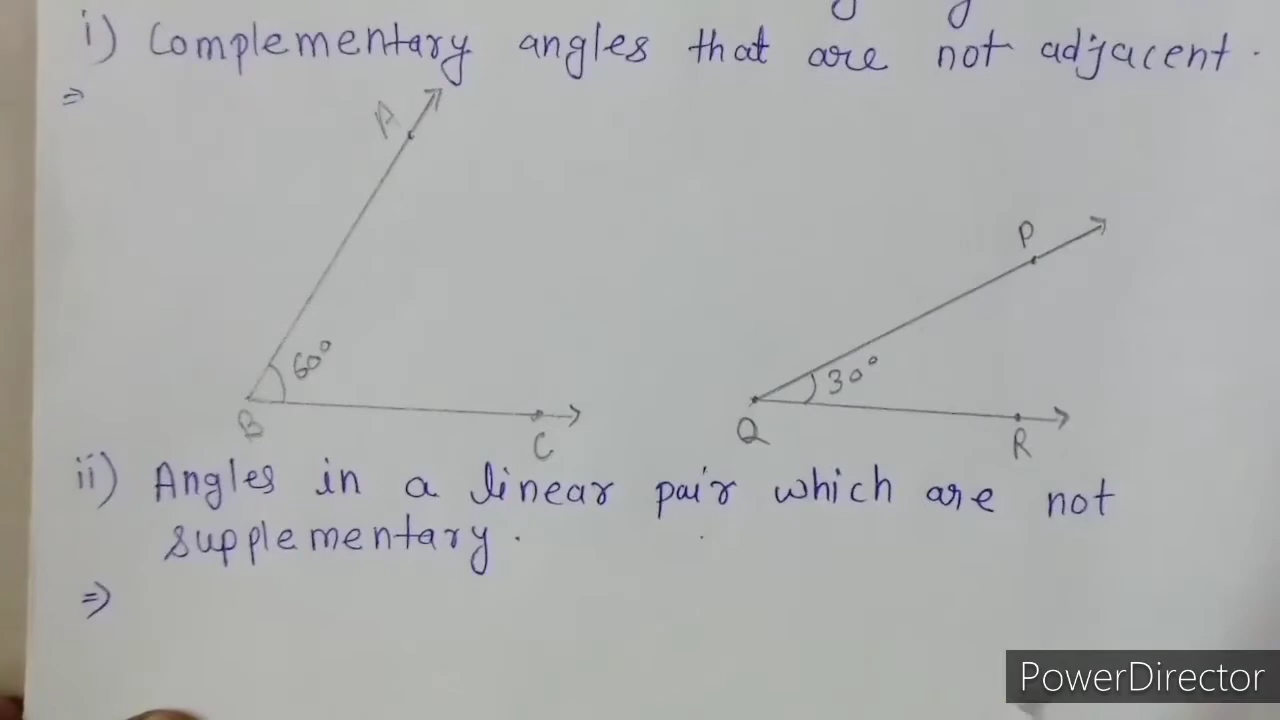 i) Complementary angles that are not adjacent.
⇒
A
P
60°
30°
B
C
Q
R
ii) Angles in a linear pair which are not
supplementary.
⇒
PowerDirector